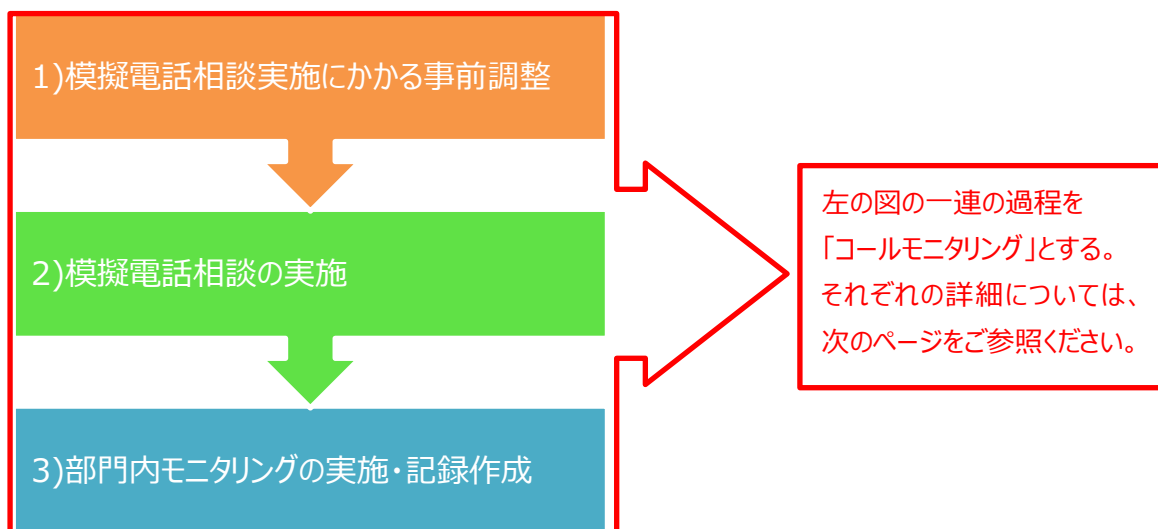 1)模擬電話相談実施にかかる事前調整
2)模擬電話相談の実施
3)部門内モニタリングの実施・記録作成
左の図の一連の過程を
「コールモニタリング」とする。
それぞれの詳細については、
次のページをご参照ください。